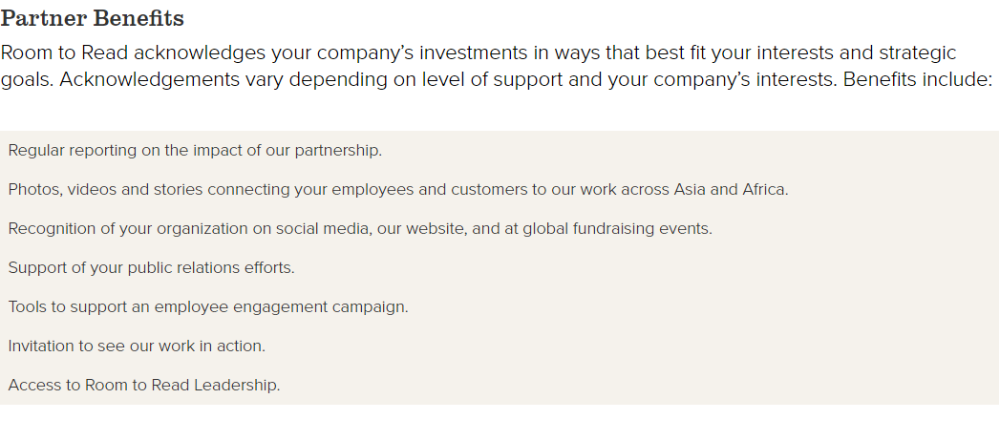 Partner Benefits
Room to Read acknowledges your company’s investments in ways that best fit your interests and strategic
goals. Acknowledgements vary depending on level of support and your company’s interests. Benefits include:
Regular reporting on the impact of our partnership.
Photos, videos and stories connecting your employees and customers to our work across Asia and Africa.
Recognition of your organization on social media, our website, and at global fundraising events.
Support of your public relations efforts.
Tools to support an employee engagement campaign.
Invitation to see our work in action.
Access to Room to Read Leadership.